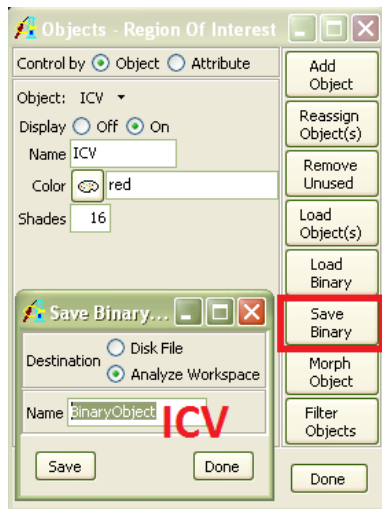 Objects - Region Of Interest
Control by Object Attribute
Object: ICV
Display Off On
Name ICV
Color red
Shades 16
Add
Object
Reassign
Object(s)
Remove
Unused
Load
Object(s)
Load
Binary
Save
Binary
Morph
Object
Filter
Objects
Done
Save Binary...
Destination Disk File
Analyze Workspace
Name BinaryObject ICV
Save Done